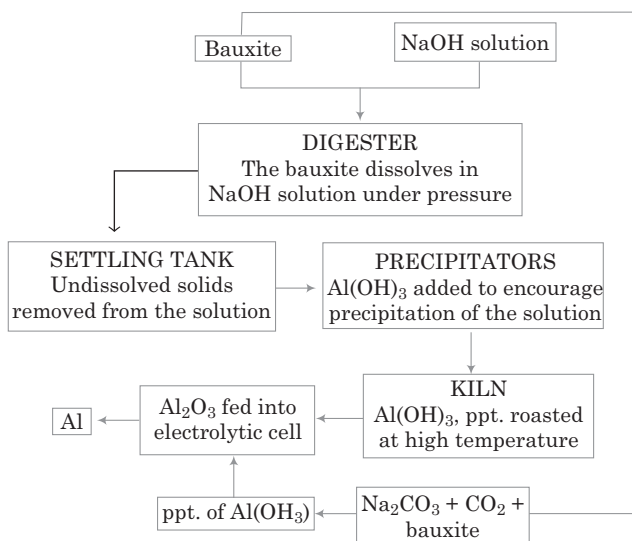 Bauxite
NaOH solution
DIGESTER
The bauxite dissolves in
NaOH solution under pressure
SETTLING TANK
Undissolved solids
removed from the solution
PRECIPITATORS
Al(OH)₃ added to encourage
precipitation of the solution
KILN
Al(OH)₃, ppt. roasted
at high temperature
Al₂O₃ fed into
electrolytic cell
Al
ppt. of Al(OH₃)
Na₂CO₃ + CO₂ +
bauxite